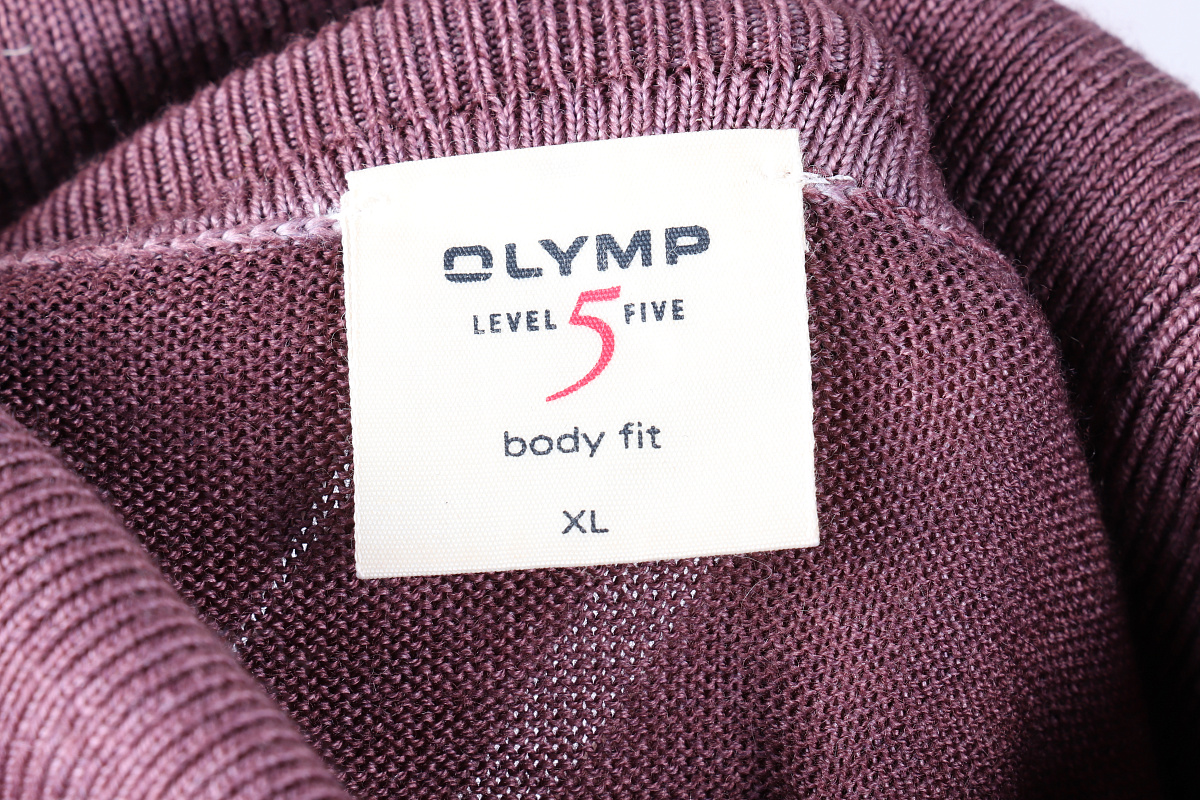 OLYMP
LEVEL 5 FIVE
body fit
XL